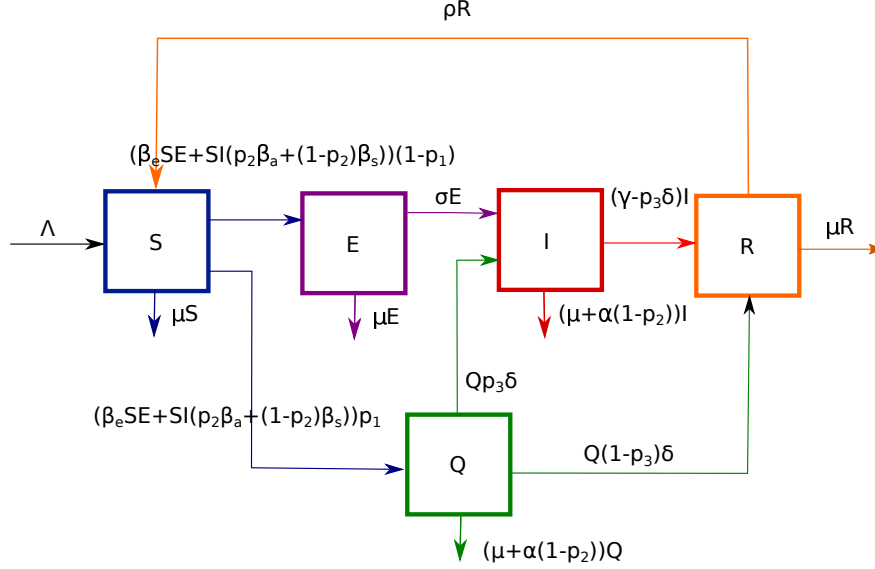 ρR
(βₑSE+SI(p₂βₐ+(1-p₂)βₛ))(1-p₁)
σE
(γ-p₃δ)I
Λ
S
E
I
R
μR
μS
μE
(μ+α(1-p₂))I
Qp₃δ
(βₑSE+SI(p₂βₐ+(1-p₂)βₛ))p₁
Q
Q(1-p₃)δ
(μ+α(1-p₂))Q